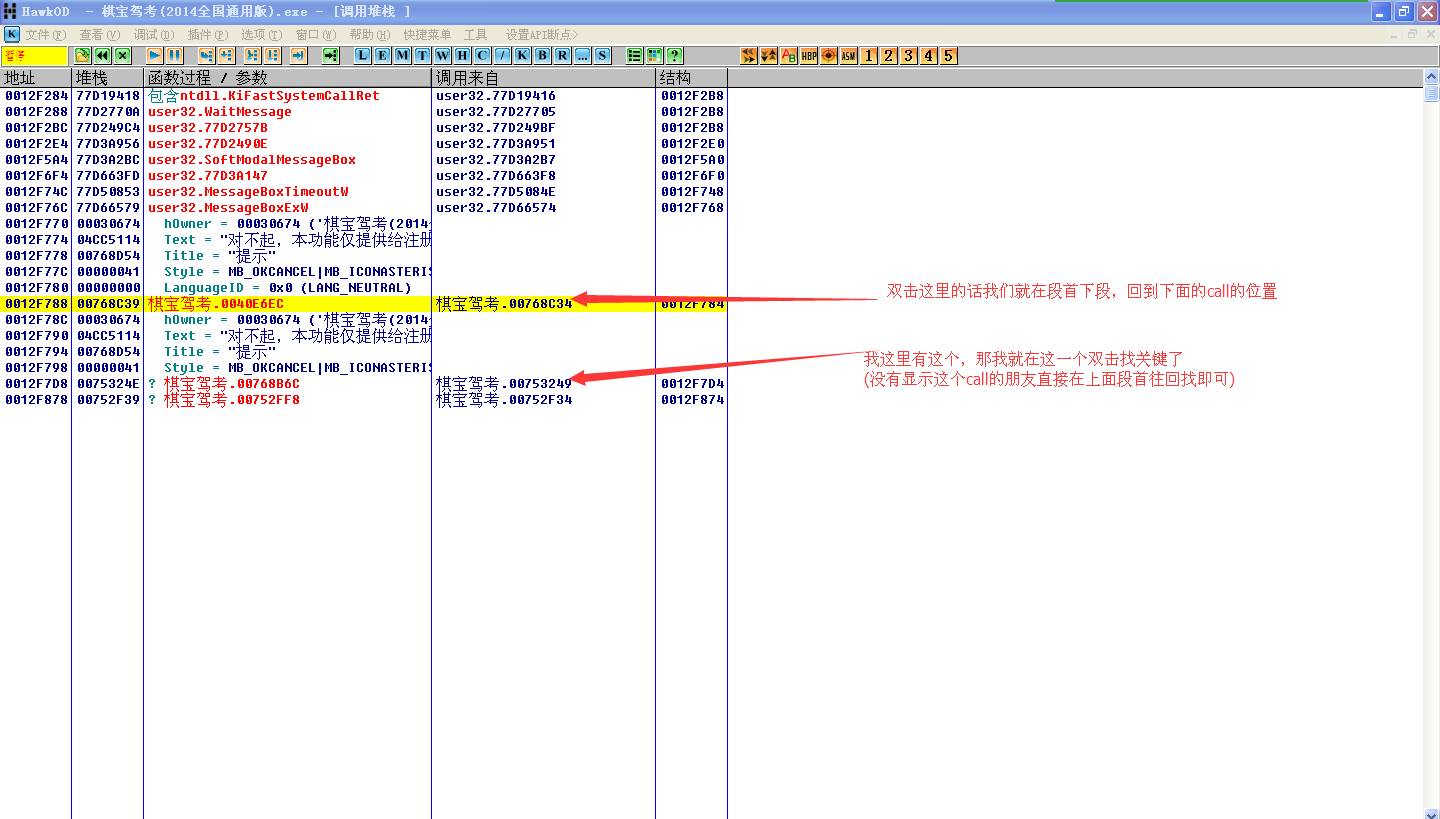 HawkOD - 棋宝驾考(2014全国通用版).exe - [调用堆栈 ]
K 文件(F) 查看(V) 调试(D) 插件(P) 选项(T) 窗口(W) 帮助(H) 快捷菜单 工具 设置API断点>
暂停 L E M T W H C / K B R ... S ? HBP ASM 1 2 3 4 5
地址 堆栈 函数过程 / 参数 调用来自 结构
0012F284 77D19418 包含ntdll.KiFastSystemCallRet user32.77D19416 0012F2B8
0012F288 77D2770A user32.WaitMessage user32.77D27705 0012F2B8
0012F2BC 77D249C4 user32.77D2757B user32.77D249BF 0012F2B8
0012F2E4 77D3A956 user32.77D2490E user32.77D3A951 0012F2E0
0012F5A4 77D3A2BC user32.SoftModalMessageBox user32.77D3A2B7 0012F5A0
0012F6F4 77D663FD user32.77D3A147 user32.77D663F8 0012F6F0
0012F74C 77D50853 user32.MessageBoxTimeoutW user32.77D5084E 0012F748
0012F76C 77D66579 user32.MessageBoxExW user32.77D66574 0012F768
0012F770 00030674 hOwner = 00030674 ('棋宝驾考(2014
0012F774 04CC5114 Text = "对不起，本功能仅提供给注册
0012F778 00768D54 Title = "提示"
0012F77C 00000041 Style = MB_OKCANCEL|MB_ICONASTERIS
0012F780 00000000 LanguageID = 0x0 (LANG_NEUTRAL)
0012F788 00768C39 棋宝驾考.0040E6EC 棋宝驾考.00768C34 0012F784
双击这里的话我们就在段首下段，回到下面的call的位置
0012F78C 00030674 hOwner = 00030674 ('棋宝驾考(2014
0012F790 04CC5114 Text = "对不起，本功能仅提供给注册
0012F794 00768D54 Title = "提示"
0012F798 00000041 Style = MB_OKCANCEL|MB_ICONASTERIS
我这里有这个，那我就在这一个双击找关键了
(没有显示这个call的朋友直接在上面段首往回找即可)
0012F7D8 0075324E ? 棋宝驾考.00768B6C 棋宝驾考.00753249 0012F7D4
0012F878 00752F39 ? 棋宝驾考.00752FF8 棋宝驾考.00752F34 0012F874